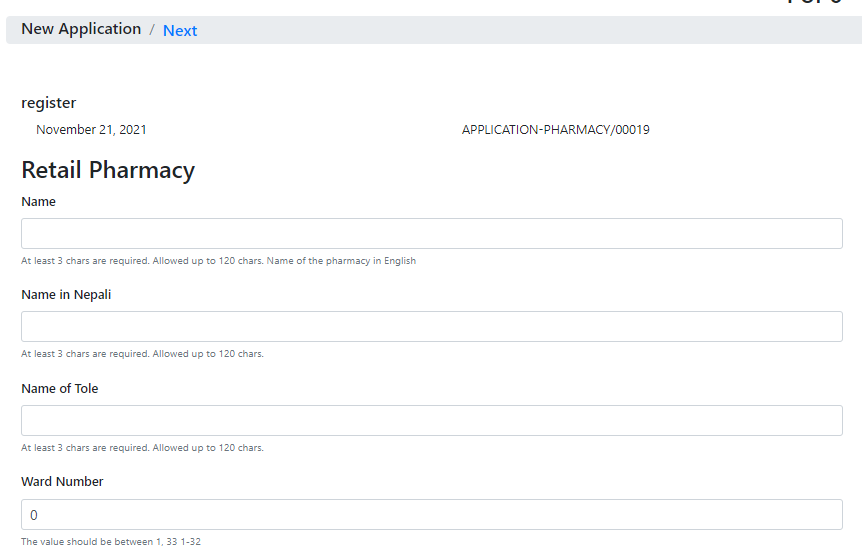 New Application / Next
register
November 21, 2021 APPLICATION-PHARMACY/00019
Retail Pharmacy
Name
At least 3 chars are required. Allowed up to 120 chars. Name of the pharmacy in English
Name in Nepali
At least 3 chars are required. Allowed up to 120 chars.
Name of Tole
At least 3 chars are required. Allowed up to 120 chars.
Ward Number
0
The value should be between 1, 33 1-32